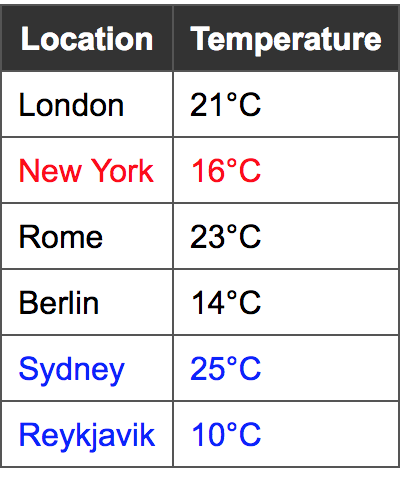 Location Temperature
London 21°C
New York 16°C
Rome 23°C
Berlin 14°C
Sydney 25°C
Reykjavik 10°C